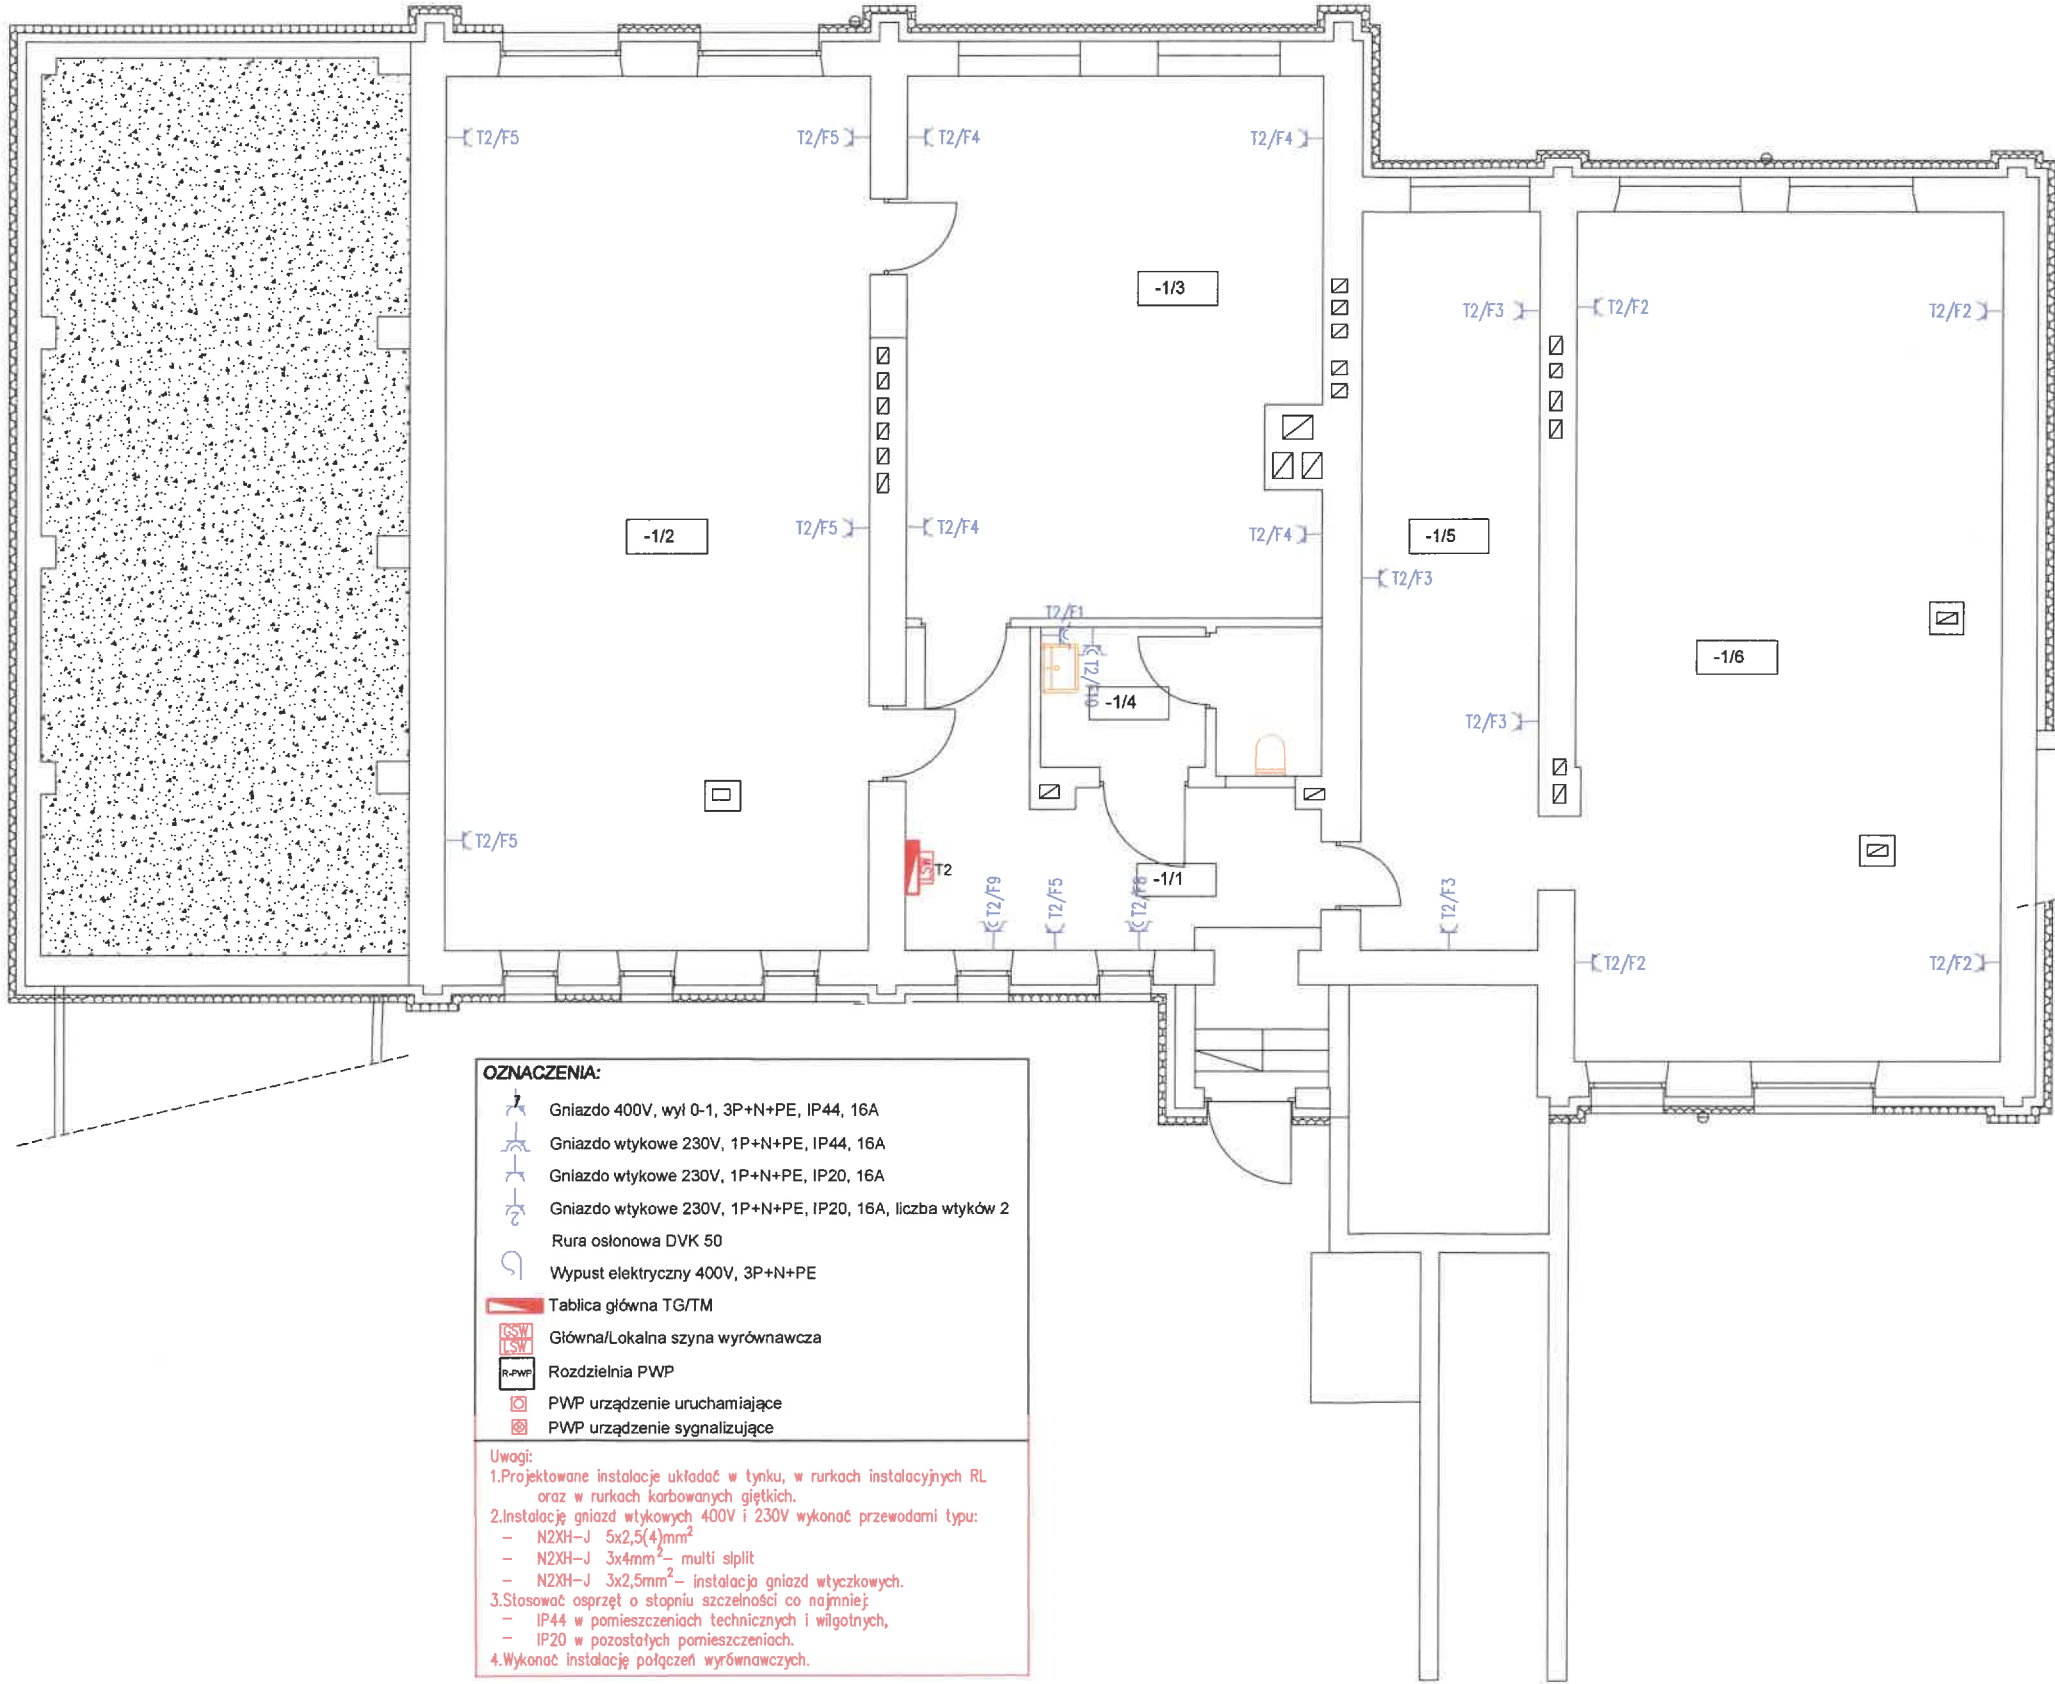 T2/F5
T2/F5
T2/F4
T2/F4
-1/3
T2/F3
T2/F2
T2/F2
T2/F5
T2/F4
T2/F4
-1/2
-1/5
T2/F3
T2/F1
T2/F10
-1/4
-1/6
T2/F3
T2/F5
LSW
T2
-1/1
T2/F9
T2/F5
T2/F8
T2/F3
T2/F2
T2/F2
OZNACZENIA:
Gniazdo 400V, wył 0-1, 3P+N+PE, IP44, 16A
Gniazdo wtykowe 230V, 1P+N+PE, IP44, 16A
Gniazdo wtykowe 230V, 1P+N+PE, IP20, 16A
2
Gniazdo wtykowe 230V, 1P+N+PE, IP20, 16A, liczba wtyków 2
Rura osłonowa DVK 50
Wypust elektryczny 400V, 3P+N+PE
Tablica główna TG/TM
GSW
LSW
Główna/Lokalna szyna wyrównawcza
R-PWP
Rozdzielnia PWP
PWP urządzenie uruchamiające
PWP urządzenie sygnalizujące
Uwagi:
1.Projektowane instalacje układać w tynku, w rurkach instalacyjnych RL
oraz w rurkach karbowanych giętkich.
2.Instalację gniazd wtykowych 400V i 230V wykonać przewodami typu:
– N2XH–J 5x2,5(4)mm²
– N2XH–J 3x4mm²– multi siplit
– N2XH–J 3x2,5mm²– instalacja gniazd wtyczkowych.
3.Stosować osprzęt o stopniu szczelności co najmniej:
– IP44 w pomieszczeniach technicznych i wilgotnych,
– IP20 w pozostałych pomieszczeniach.
4.Wykonać instalację połączeń wyrównawczych.